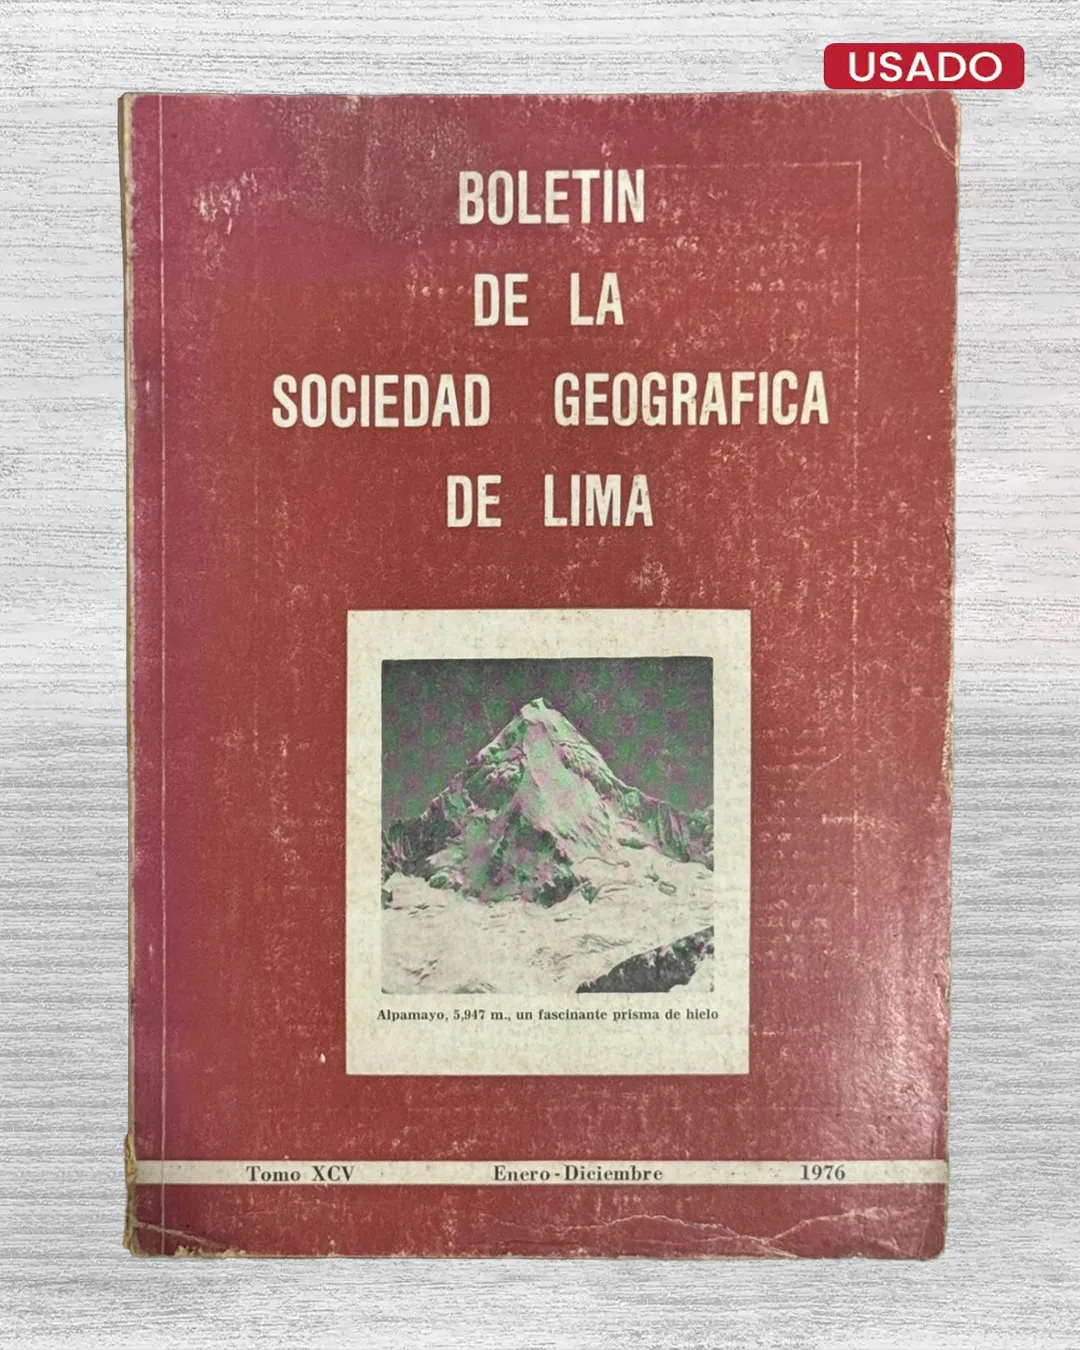 USADO
BOLETIN
DE LA
SOCIEDAD GEOGRAFICA
DE LIMA
Alpamayo, 5,947 m., un fascinante prisma de hielo
Tomo XCV Enero-Diciembre 1976